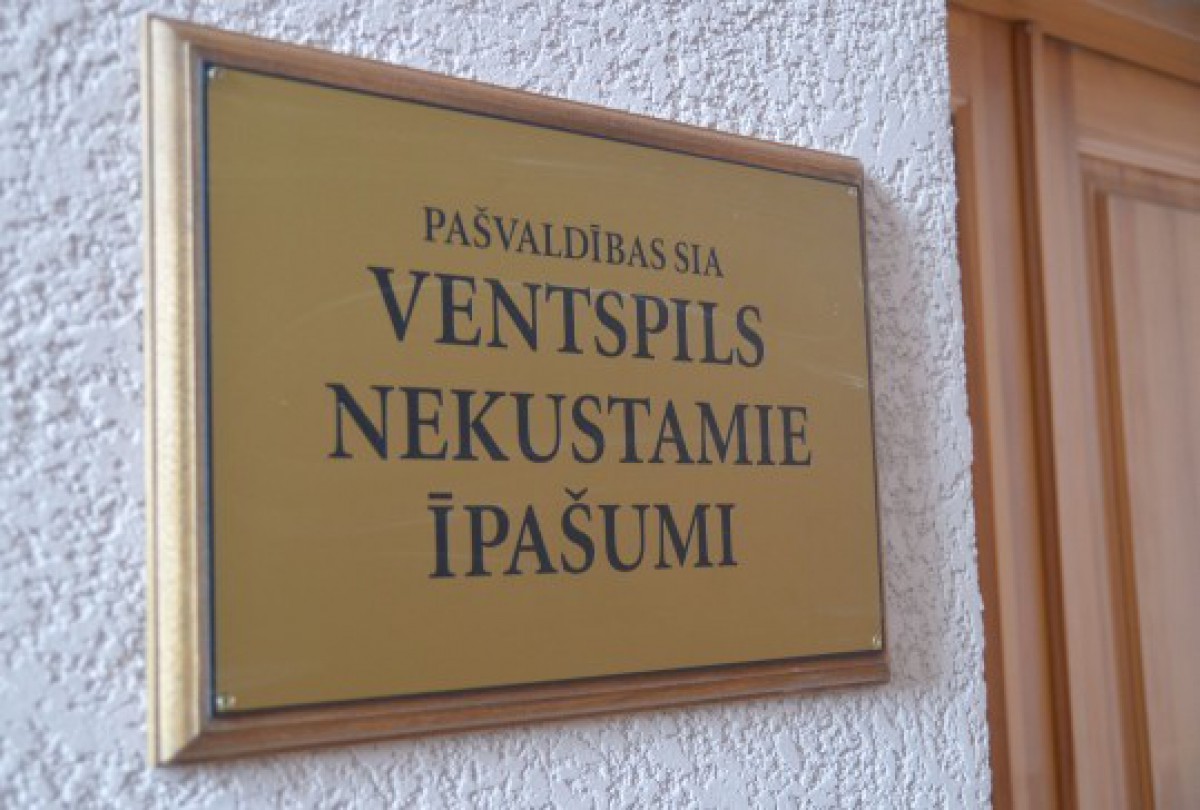 PAŠVALDĪBAS SIA
VENTSPILS
NEKUSTAMIE
ĪPAŠUMI